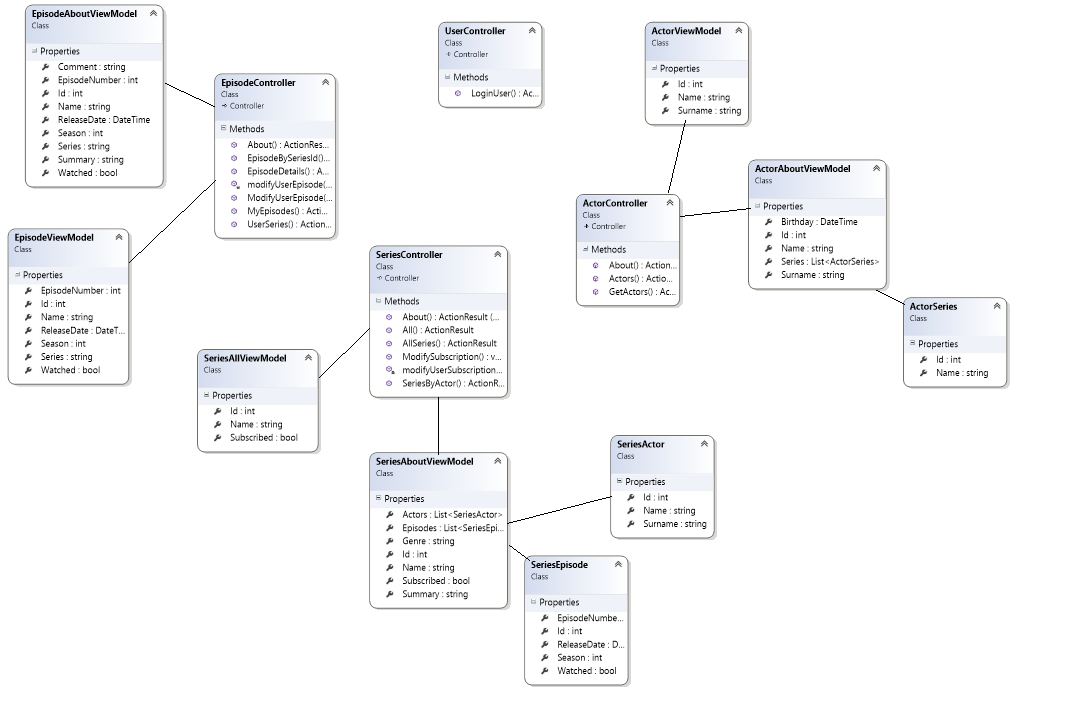 EpisodeAboutViewModel
Class
Properties
Comment : string
EpisodeNumber : int
Id : int
Name : string
ReleaseDate : DateTime
Season : int
Series : string
Summary : string
Watched : bool
EpisodeController
Class
Controller
Methods
About() : ActionRes...
EpisodeBySeriesId()...
EpisodeDetails() : A...
modifyUserEpisode(...
ModifyUserEpisode(...
MyEpisodes() : Acti...
UserSeries() : Action...
UserController
Class
Controller
Methods
LoginUser() : Ac...
ActorViewModel
Class
Properties
Id : int
Name : string
Surname : string
ActorAboutViewModel
Class
Properties
Birthday : DateTime
Id : int
Name : string
Series : List<ActorSeries>
Surname : string
ActorController
Class
Controller
Methods
About() : Action...
Actors() : Actio...
GetActors() : Ac...
EpisodeViewModel
Class
Properties
EpisodeNumber : int
Id : int
Name : string
ReleaseDate : DateT...
Season : int
Series : string
Watched : bool
SeriesController
Class
Controller
Methods
About() : ActionResult (...
All() : ActionResult
AllSeries() : ActionResult
ModifySubscription() : v...
modifyUserSubscription...
SeriesByActor() : ActionR...
ActorSeries
Class
Properties
Id : int
Name : string
SeriesAllViewModel
Class
Properties
Id : int
Name : string
Subscribed : bool
SeriesAboutViewModel
Class
Properties
Actors : List<SeriesActor>
Episodes : List<SeriesEpi...
Genre : string
Id : int
Name : string
Subscribed : bool
Summary : string
SeriesActor
Class
Properties
Id : int
Name : string
Surname : string
SeriesEpisode
Class
Properties
EpisodeNumbe...
Id : int
ReleaseDate : D...
Season : int
Watched : bool